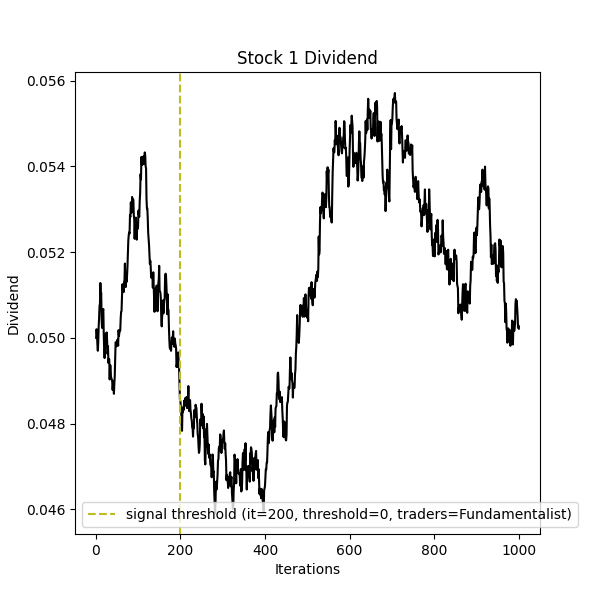 Stock 1 Dividend
0.056
0.054
0.052
0.050
0.048
0.046
Dividend
signal threshold (it=200, threshold=0, traders=Fundamentalist)
0 200 400 600 800 1000
Iterations